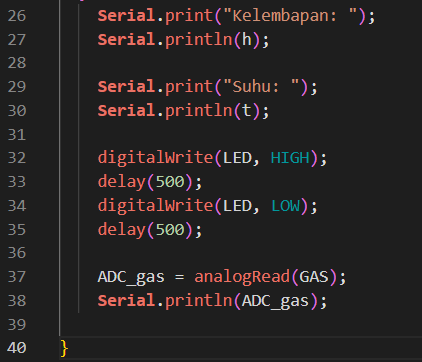 26 Serial.print("Kelembapan: ");
27 Serial.println(h);
28
29 Serial.print("Suhu: ");
30 Serial.println(t);
31
32 digitalWrite(LED, HIGH);
33 delay(500);
34 digitalWrite(LED, LOW);
35 delay(500);
36
37 ADC_gas = analogRead(GAS);
38 Serial.println(ADC_gas);
39
40 }